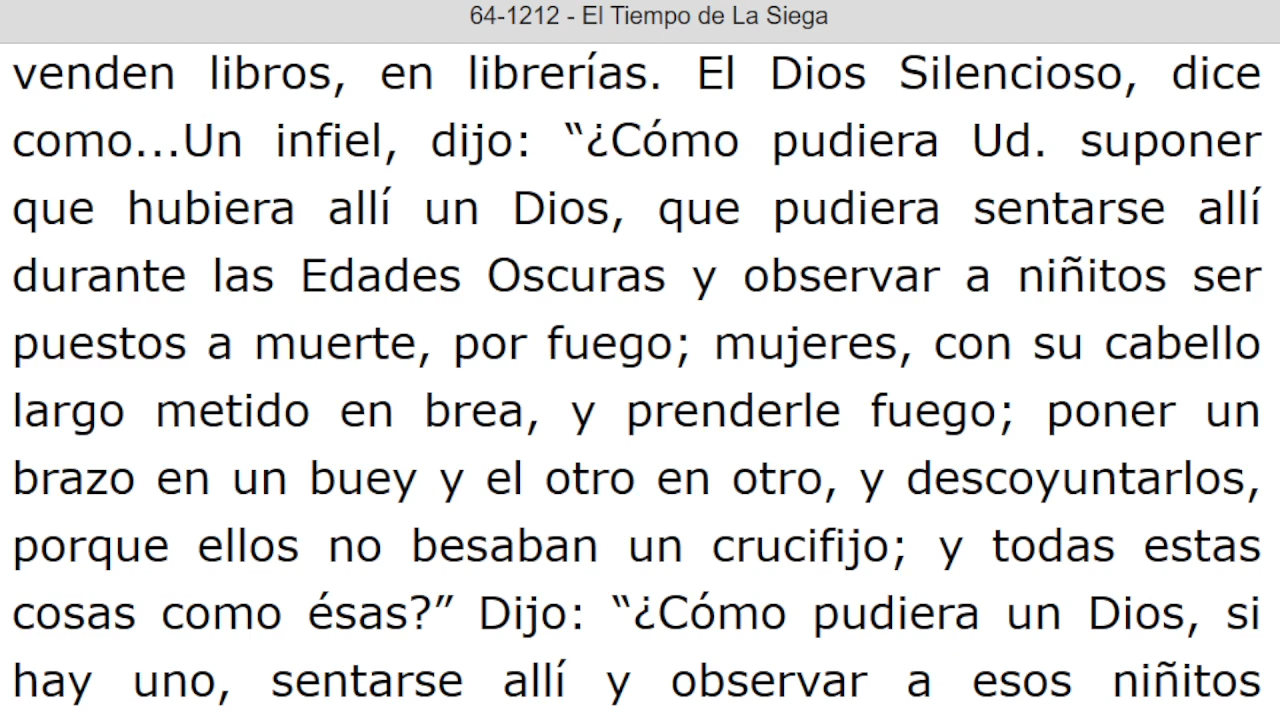 64-1212 - El Tiempo de La Siega
venden libros, en librerías. El Dios Silencioso, dice
como...Un infiel, dijo: “¿Cómo pudiera Ud. suponer
que hubiera allí un Dios, que pudiera sentarse allí
durante las Edades Oscuras y observar a niñitos ser
puestos a muerte, por fuego; mujeres, con su cabello
largo metido en brea, y prenderle fuego; poner un
brazo en un buey y el otro en otro, y descoyuntarlos,
porque ellos no besaban un crucifijo; y todas estas
cosas como ésas?” Dijo: “¿Cómo pudiera un Dios, si
hay uno, sentarse allí y observar a esos niñitos